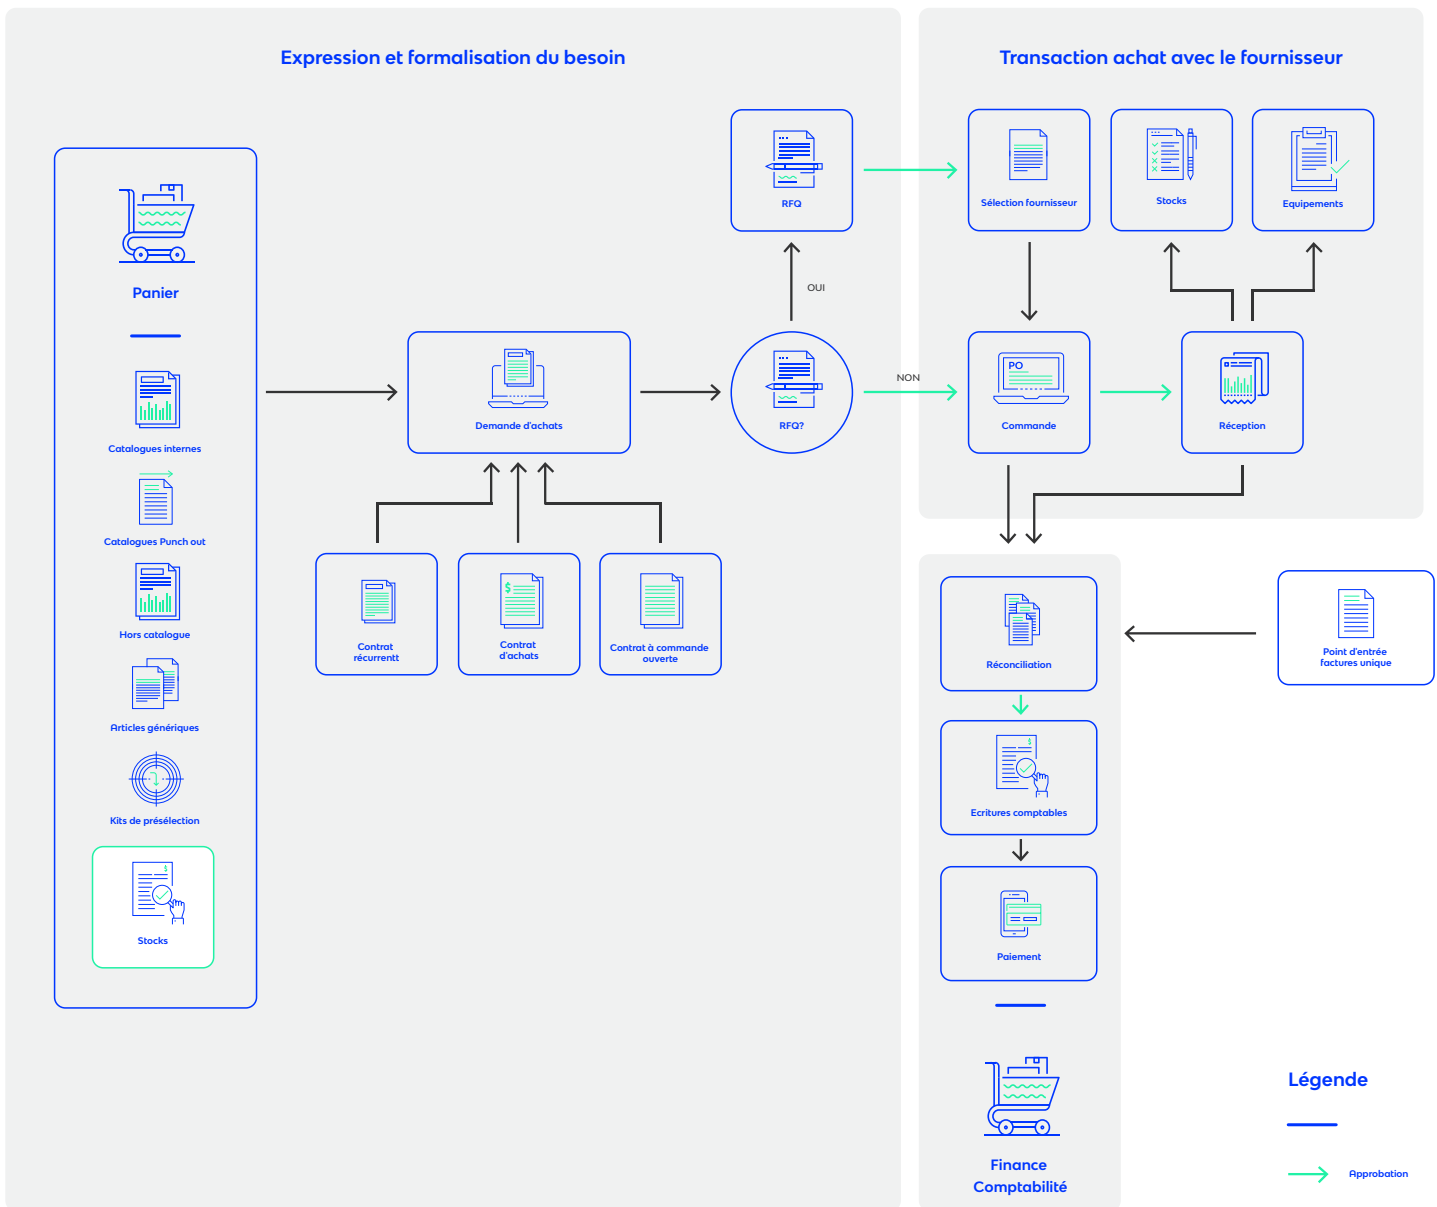 Expression et formalisation du besoin
Panier
Catalogues internes
Catalogues Punch out
Hors catalogue
Articles génériques
Kits de présélection
$
Stocks
Demande d'achats
Contrat
récurrentt
$
Contrat
d'achats
Contrat à commande
ouverte
RFQ
OUI
RFQ?
NON
Transaction achat avec le fournisseur
Sélection fournisseur
Stocks
Equipements
PO
Commande
Réception
Réconciliation
$
Ecritures comptables
Paiement
Finance
Comptabilité
Point d'entrée
factures unique
Légende
Approbation